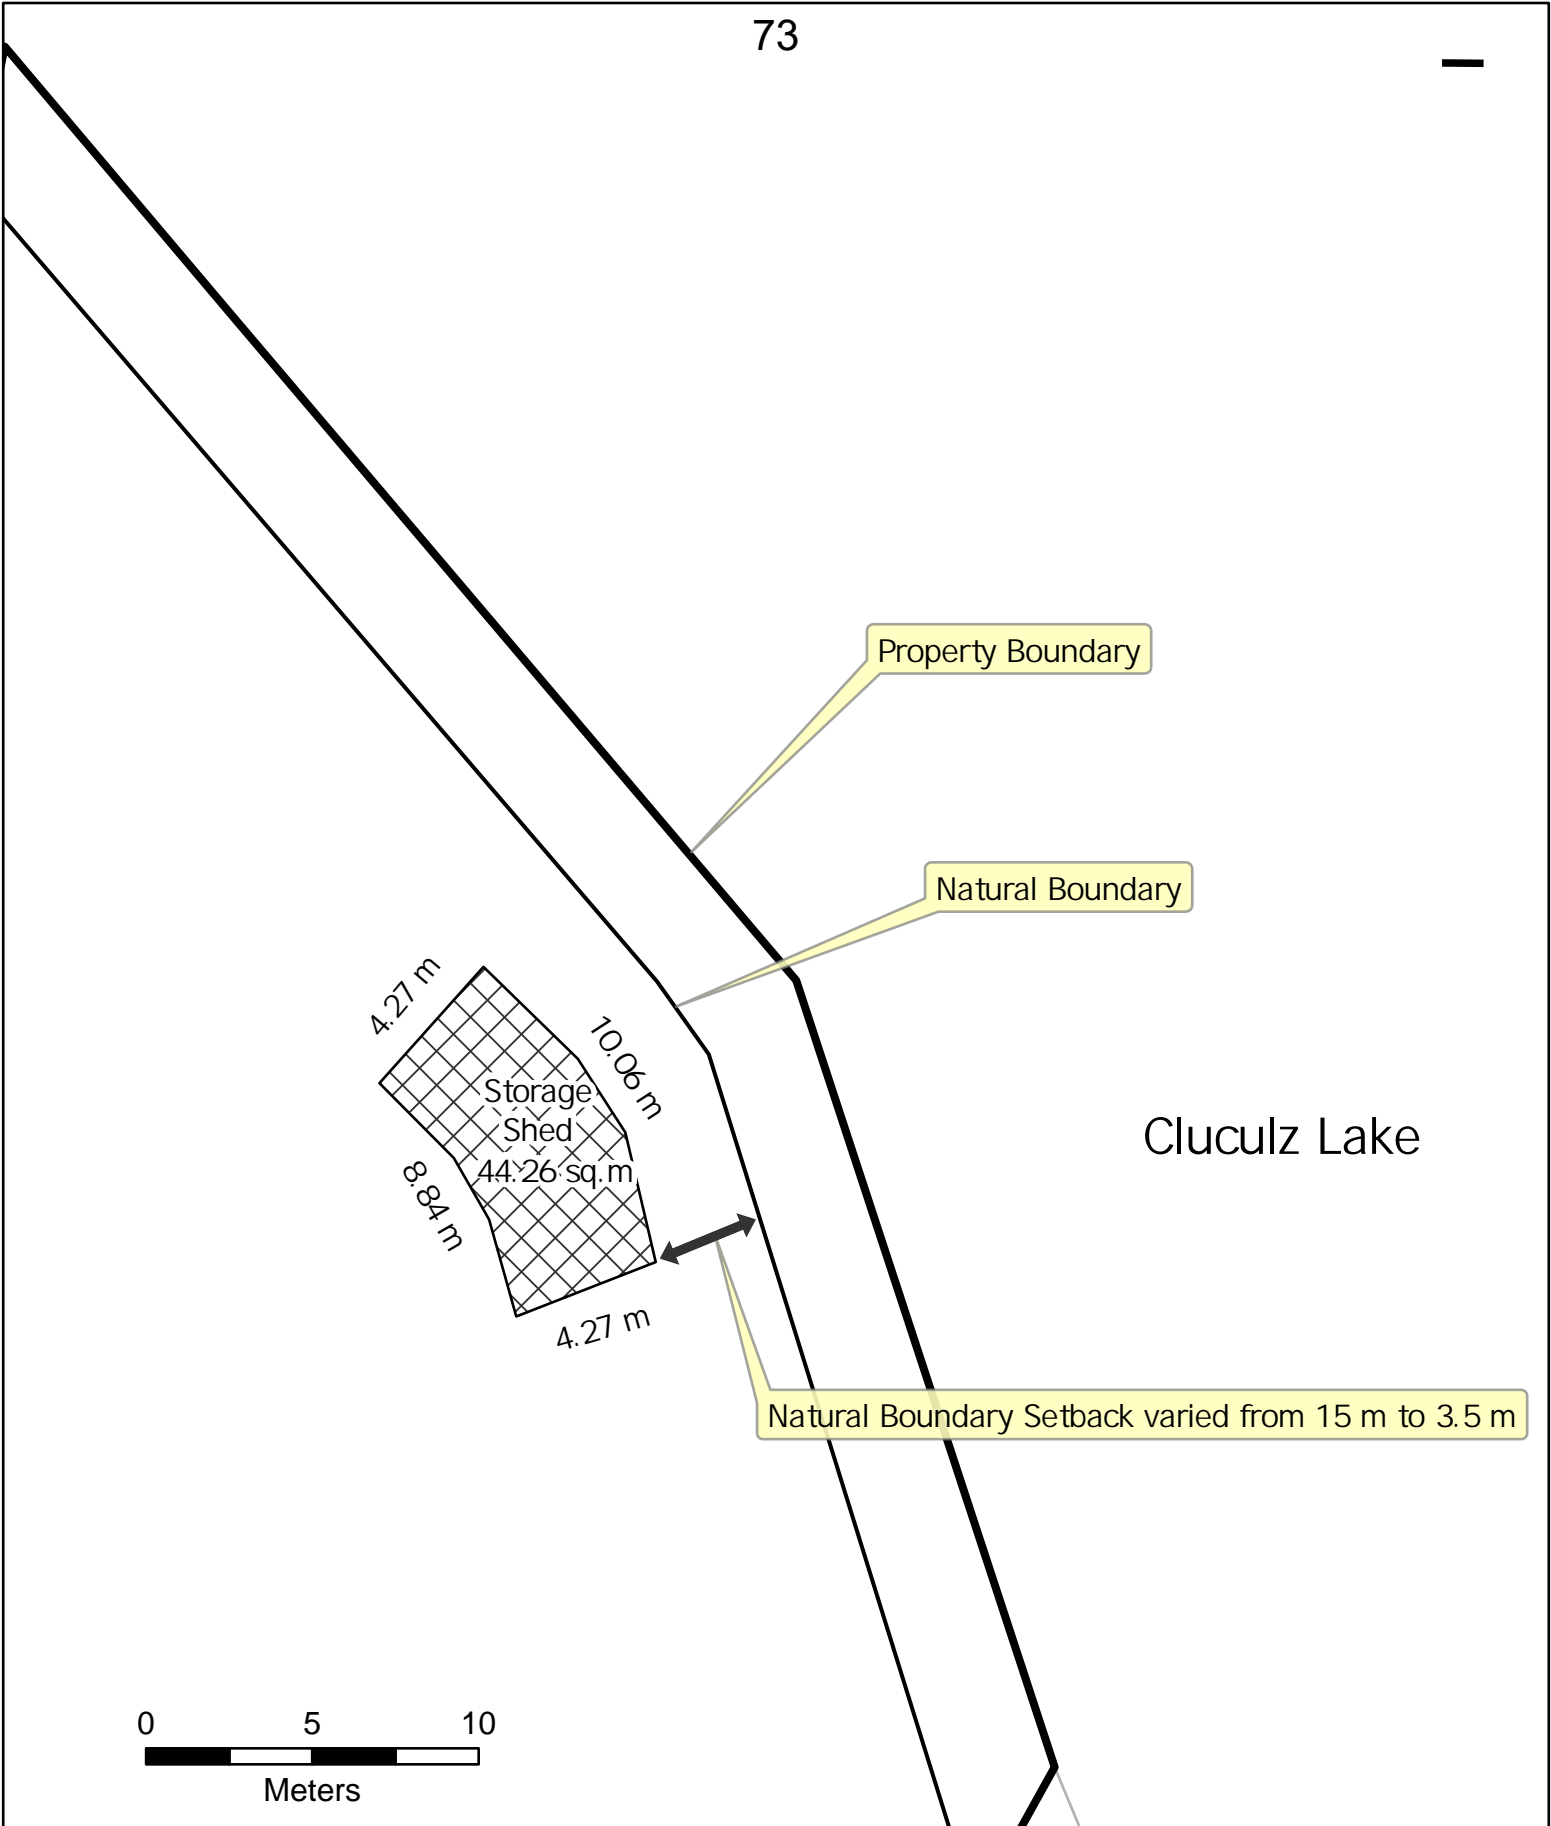 73
Property Boundary
Natural Boundary
4.27 m
10.06 m
Storage
Shed
44.26 sq.m
Cluculz Lake
8.84 m
4.27 m
Natural Boundary Setback varied from 15 m to 3.5 m
0 5 10
Meters